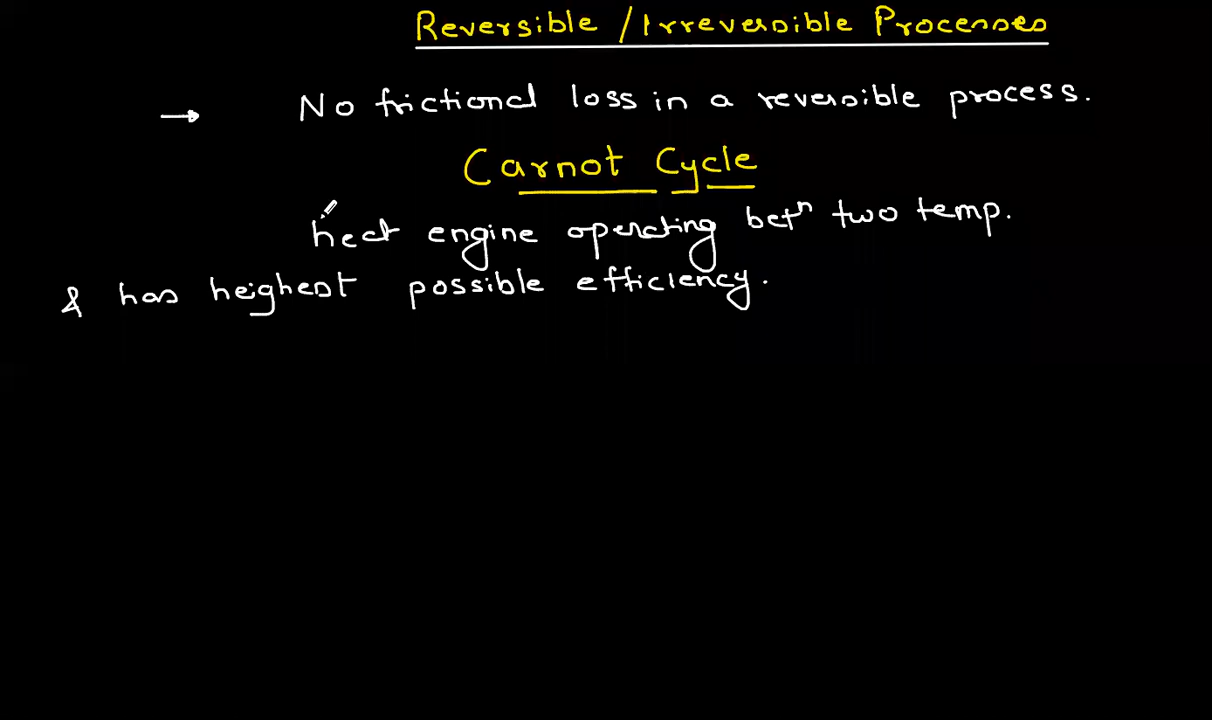 Reversible / Irreversible Processes
→ No frictional loss in a reversible process.
Carnot Cycle
heat engine operating betⁿ two temp.
& has heighest possible efficiency.